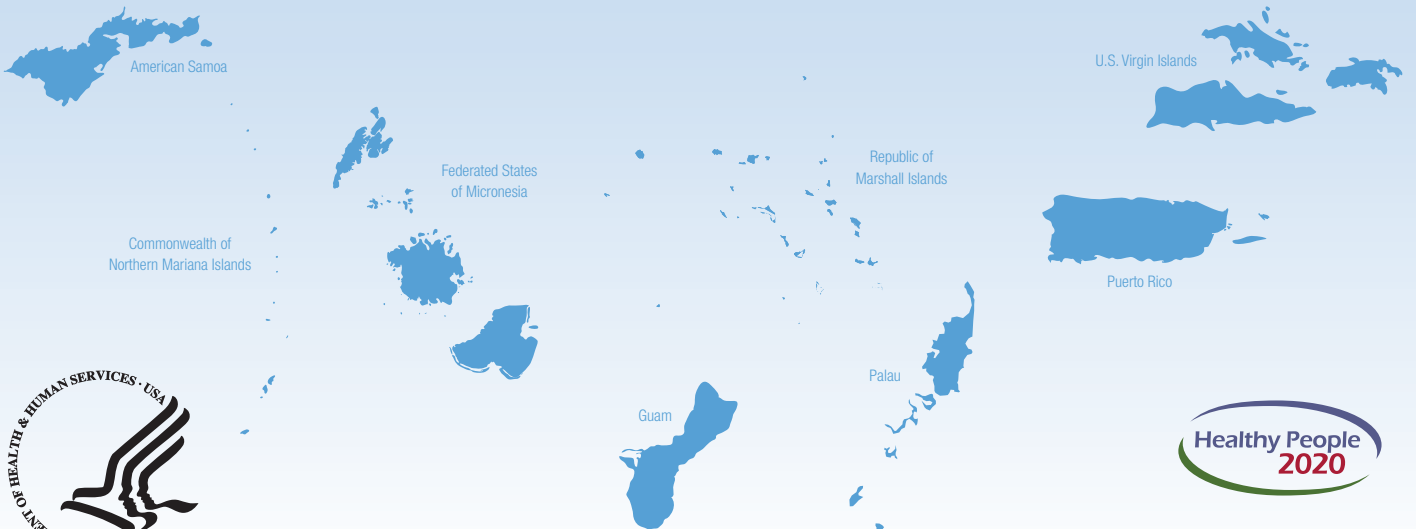 American Samoa
U.S. Virgin Islands
Federated States
of Micronesia
Republic of
Marshall Islands
Commonwealth of
Northern Mariana Islands
Puerto Rico
Palau
Guam
OF HEALTH & HUMAN SERVICES · USA
Healthy People
2020